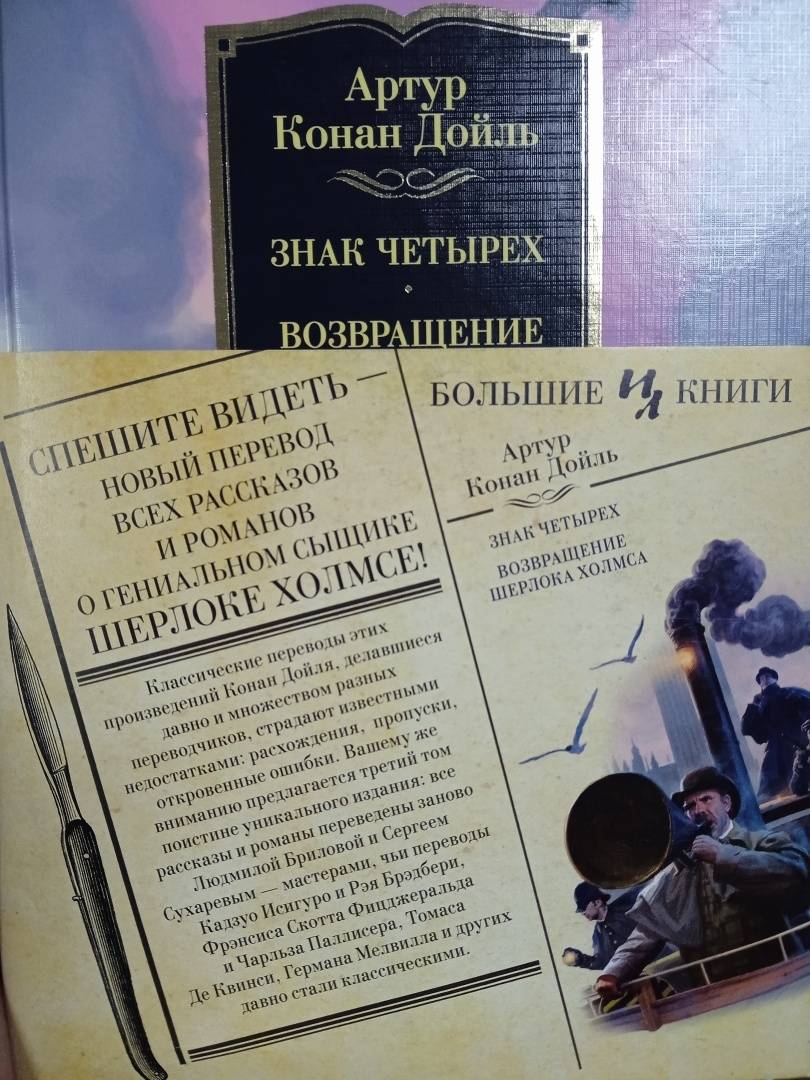 Артур
Конан Дойль
ЗНАК ЧЕТЫРЕХ
ВОЗВРАЩЕНИЕ
СПЕШИТЕ ВИДЕТЬ —
НОВЫЙ ПЕРЕВОД
ВСЕХ РАССКАЗОВ
И РОМАНОВ
О ГЕНИАЛЬНОМ СЫЩИКЕ
ШЕРЛОКЕ ХОЛМСЕ!
Классические переводы этих
произведений Конан Дойля, делавшиеся
давно и множеством разных
переводчиков, страдают известными
недостатками: расхождения, пропуски,
откровенные ошибки. Вашему же
вниманию предлагается третий том
поистине уникального издания: все
рассказы и романы переведены заново
Людмилой Бриловой и Сергеем
Сухаревым — мастерами, чьи переводы
Кадзуо Исигуро и Рэя Брэдбери,
Фрэнсиса Скотта Фицджеральда
и Чарльза Паллисера, Томаса
Де Квинси, Германа Мелвилла и других
давно стали классическими.
БОЛЬШИЕ ИЛ КНИГИ
Артур
Конан Дойль
ЗНАК ЧЕТЫРЕХ
ВОЗВРАЩЕНИЕ
ШЕРЛОКА ХОЛМСА